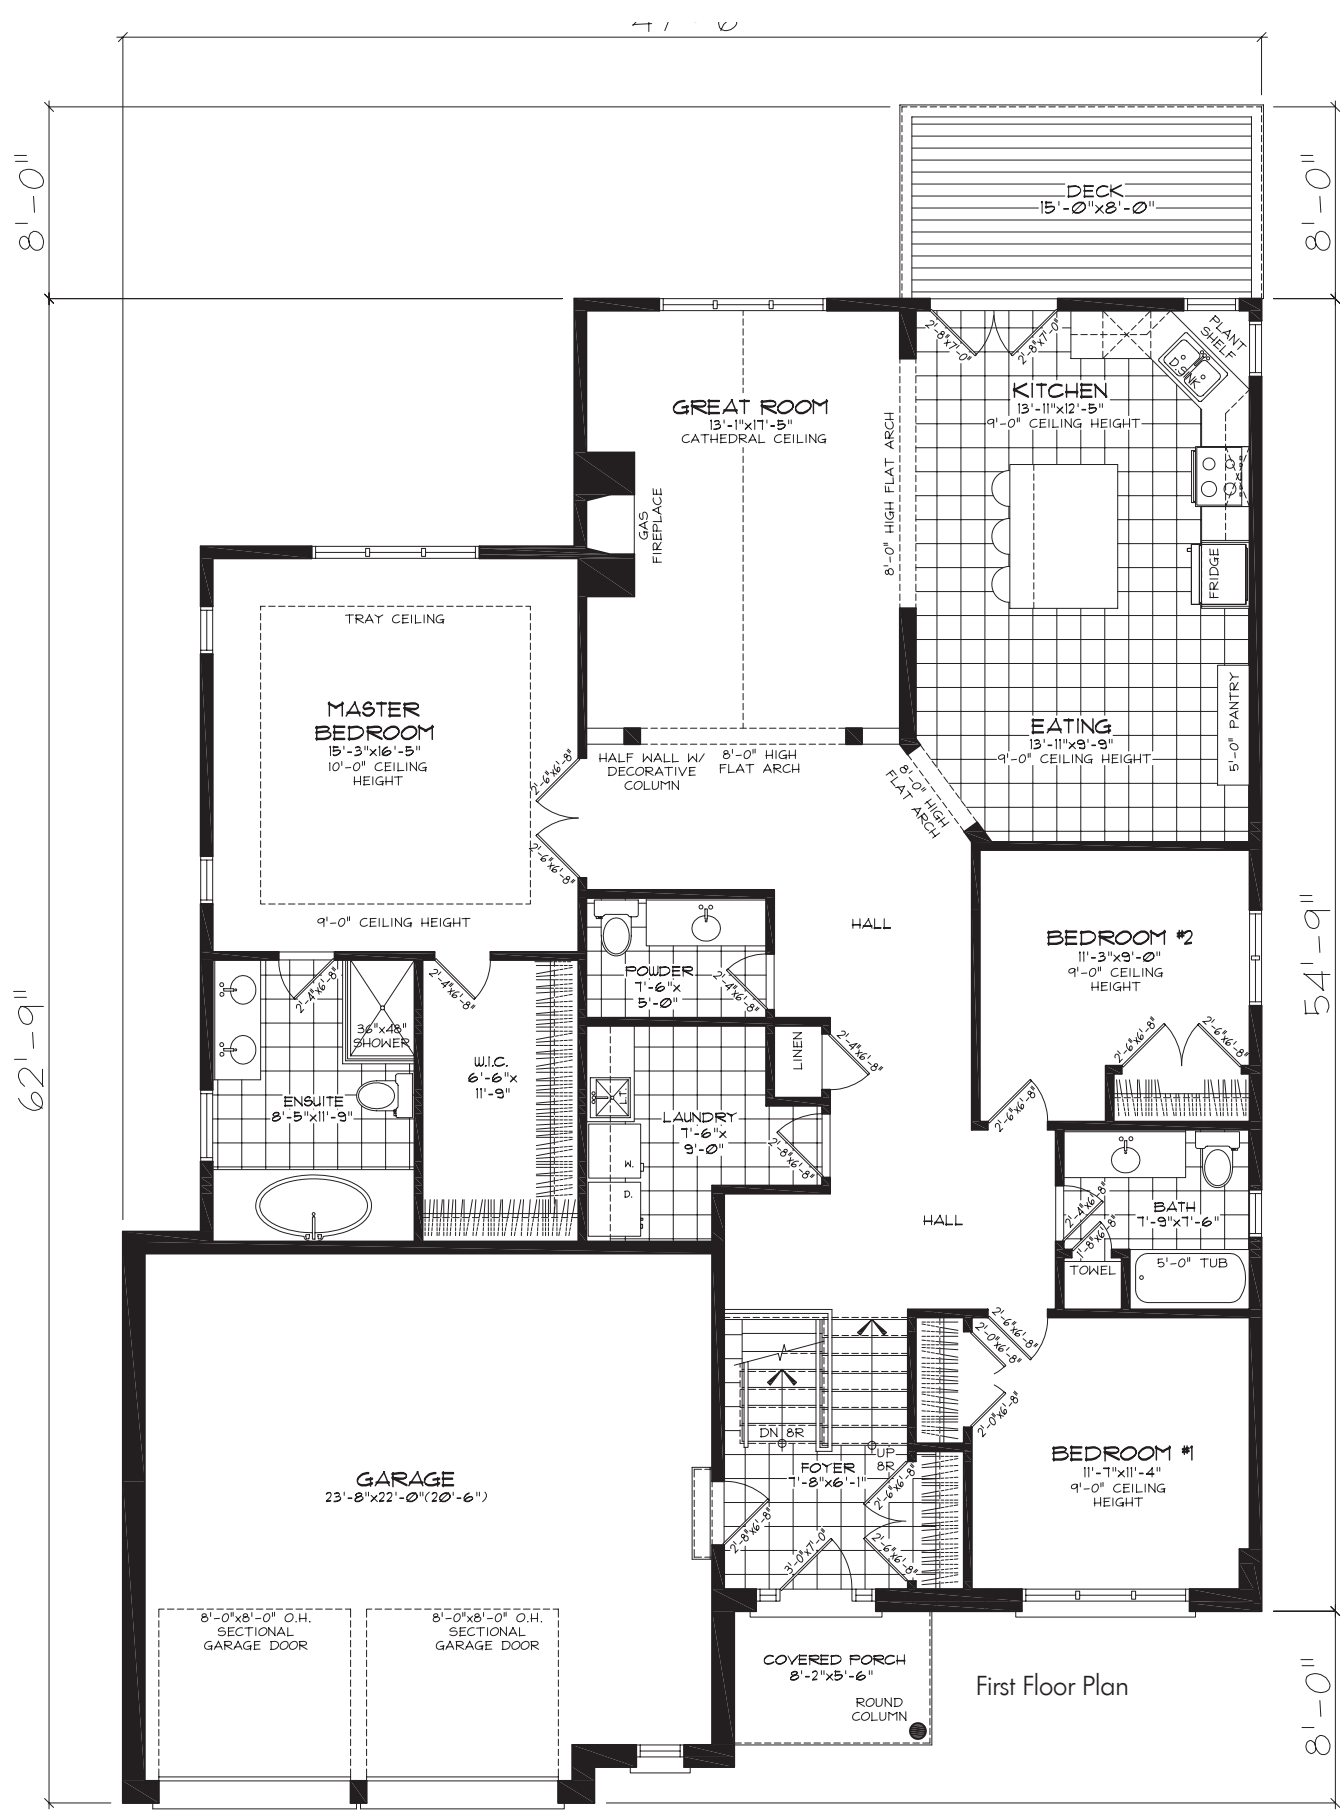 8'-0"
8'-0"
DECK
15'-0"x8'-0"
2'-8"x7'-0"
2'-8"x7'-0"
PLANT
SHELF
D.SINK
KITCHEN
13'-11"x12'-5"
9'-0" CEILING HEIGHT
GREAT ROOM
13'-1"x17'-5"
CATHEDRAL CEILING
8'-0" HIGH FLAT ARCH
GAS
FIREPLACE
FRIDGE
TRAY CEILING
MASTER
BEDROOM
15'-3"x16'-5"
10'-0" CEILING
HEIGHT
2'-6"x6'-8"
2'-6"x6'-8"
9'-0" CEILING HEIGHT
HALF WALL W/
DECORATIVE
COLUMN
8'-0" HIGH
FLAT ARCH
8'-0" HIGH
FLAT ARCH
EATING
13'-11"x9'-9"
9'-0" CEILING HEIGHT
5'-0" PANTRY
HALL
BEDROOM #2
11'-3"x9'-0"
9'-0" CEILING
HEIGHT
54'-9"
62'-9"
2'-4"x6'-8"
36"x48"
SHOWER
2'-4"x6'-8"
POWDER
7'-6"x
5'-0"
2'-4"x6'-8"
LINEN
2'-4"x6'-8"
2'-6"x6'-8"
2'-6"x6'-8"
2'-6"x6'-8"
W.I.C.
6'-6"x
11'-9"
ENSUITE
8'-5"x11'-9"
L.T.
LAUNDRY
7'-6"x
9'-0"
2'-8"x6'-8"
W.
D.
HALL
BATH
7'-9"x7'-6"
2'-4"x6'-8"
1'-8"x6'-8"
TOWEL
5'-0" TUB
2'-6"x6'-8"
2'-0"x6'-8"
2'-0"x6'-8"
DN 8R
UP
8R
FOYER
7'-8"x6'-1"
2'-6"x6'-8"
2'-6"x6'-8"
2'-8"x6'-8"
3'-0"x7'-0"
BEDROOM #1
11'-7"x11'-4"
9'-0" CEILING
HEIGHT
GARAGE
23'-8"x22'-0"(20'-6")
8'-0"x8'-0" O.H.
SECTIONAL
GARAGE DOOR
8'-0"x8'-0" O.H.
SECTIONAL
GARAGE DOOR
COVERED PORCH
8'-2"x5'-6"
ROUND
COLUMN
First Floor Plan
8'-0"